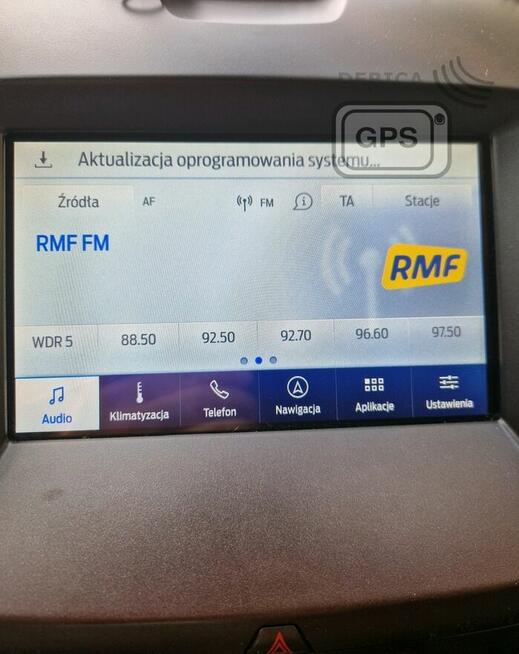 DEBICA
GPS
Aktualizacja oprogramowania systemu...
Źródła AF FM TA Stacje
RMF FM
RMF
WDR 5 88.50 92.50 92.70 96.60 97.50
Audio Klimatyzacja Telefon Nawigacja Aplikacje Ustawienia